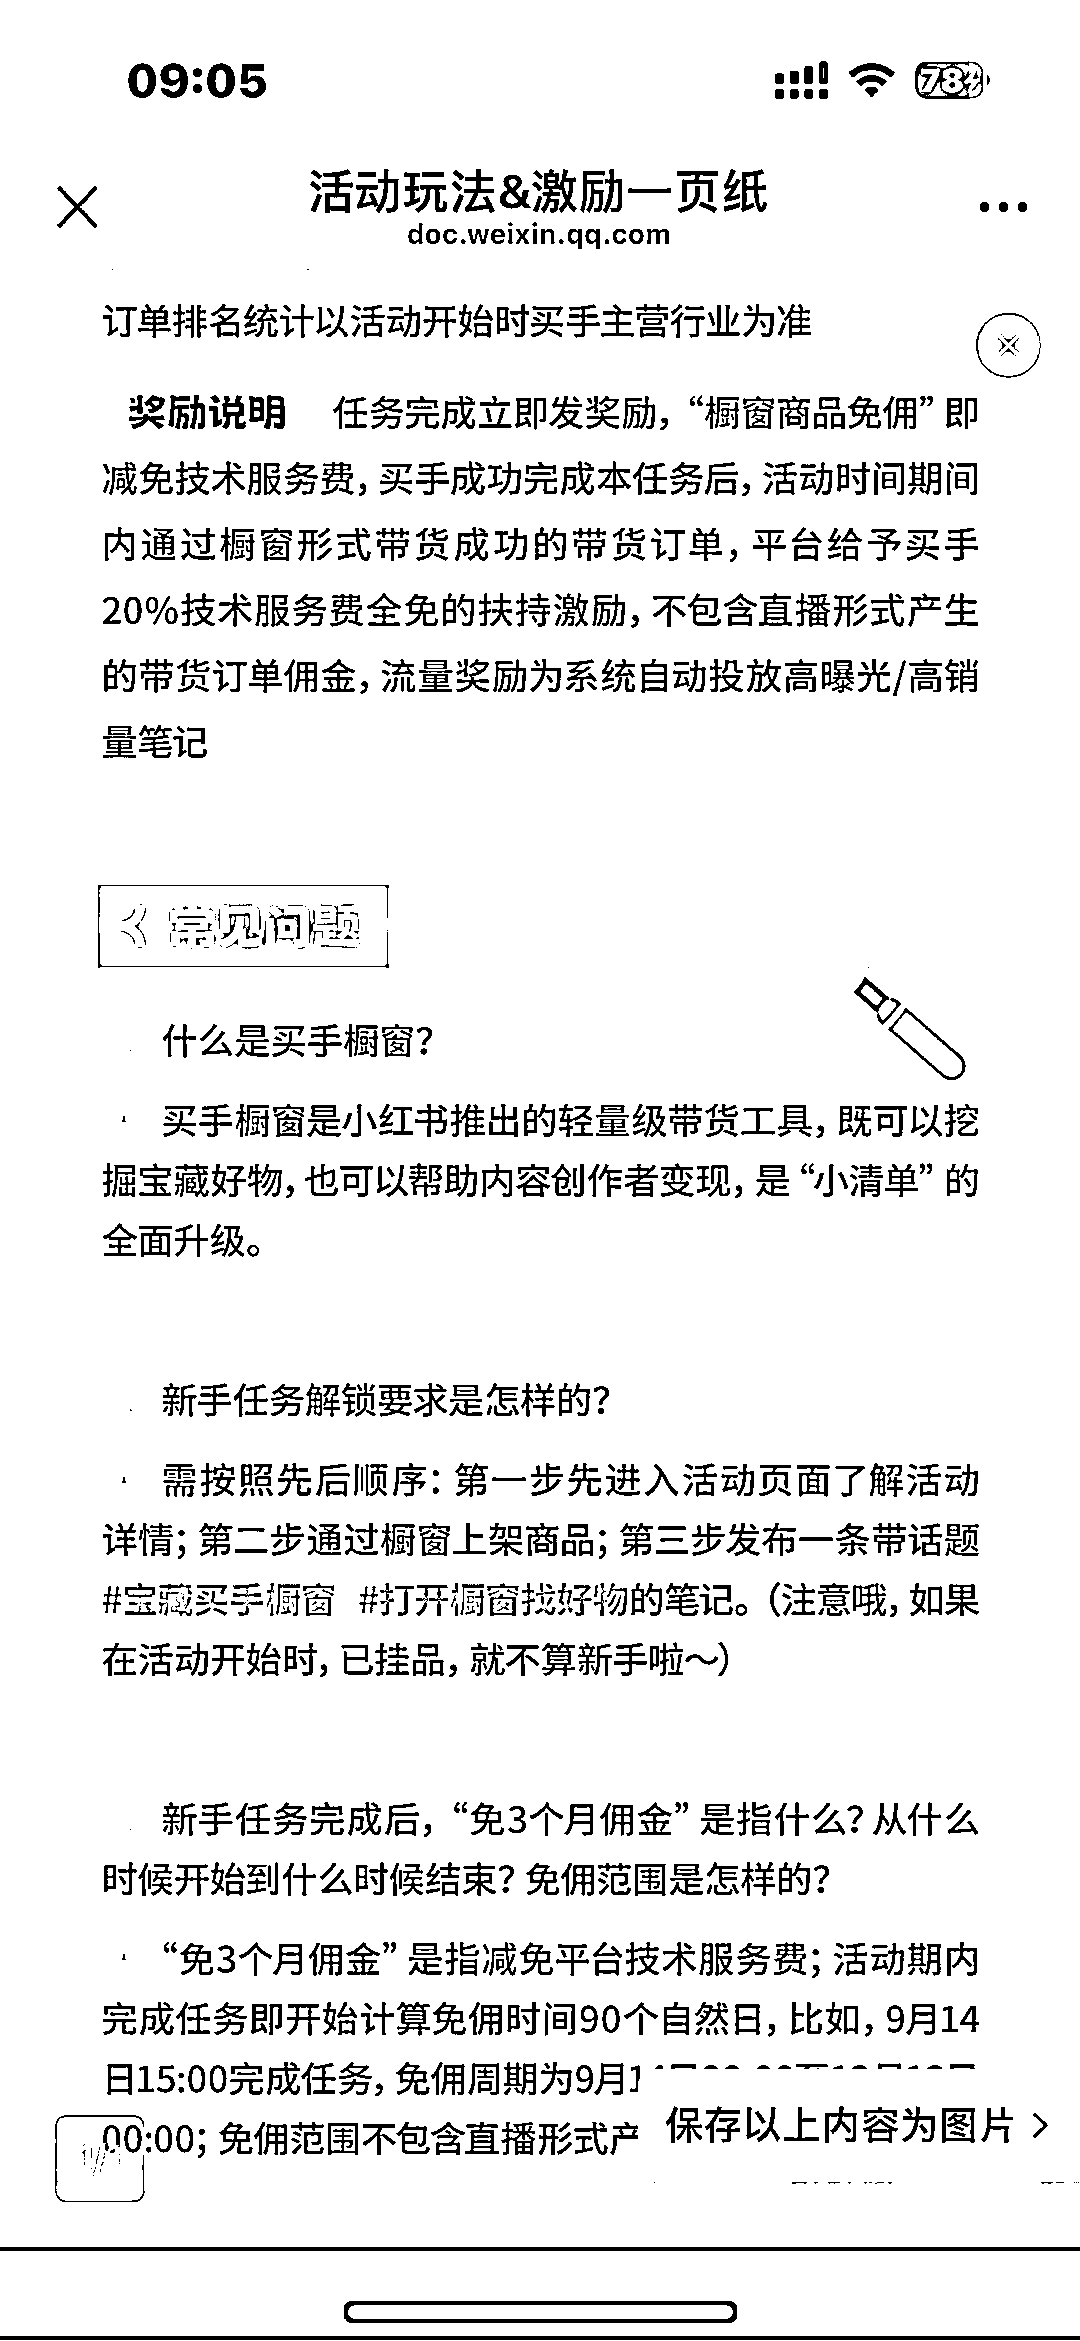 09:05
78
活动玩法&激励一页纸
doc.weixin.qq.com
订单排名统计以活动开始时买手主营行业为准
奖励说明 任务完成立即发奖励，“橱窗商品免佣”即
减免技术服务费，买手成功完成本任务后，活动时间期间
内通过橱窗形式带货成功的带货订单，平台给予买手
20%技术服务费全免的扶持激励，不包含直播形式产生
的带货订单佣金，流量奖励为系统自动投放高曝光/高销
量笔记
常见问题
什么是买手橱窗？
买手橱窗是小红书推出的轻量级带货工具，既可以挖
掘宝藏好物，也可以帮助内容创作者变现，是“小清单”的
全面升级。
新手任务解锁要求是怎样的？
需按照先后顺序：第一步先进入活动页面了解活动
详情；第二步通过橱窗上架商品；第三步发布一条带话题
#宝藏买手橱窗 #打开橱窗找好物的笔记。（注意哦，如果
在活动开始时，已挂品，就不算新手啦～）
新手任务完成后，“免3个月佣金”是指什么？从什么
时候开始到什么时候结束？免佣范围是怎样的？
“免3个月佣金”是指减免平台技术服务费；活动期内
完成任务即开始计算免佣时间90个自然日，比如，9月14
日15:00完成任务，免佣周期为9月
00:00；免佣范围不包含直播形式产
保存以上内容为图片